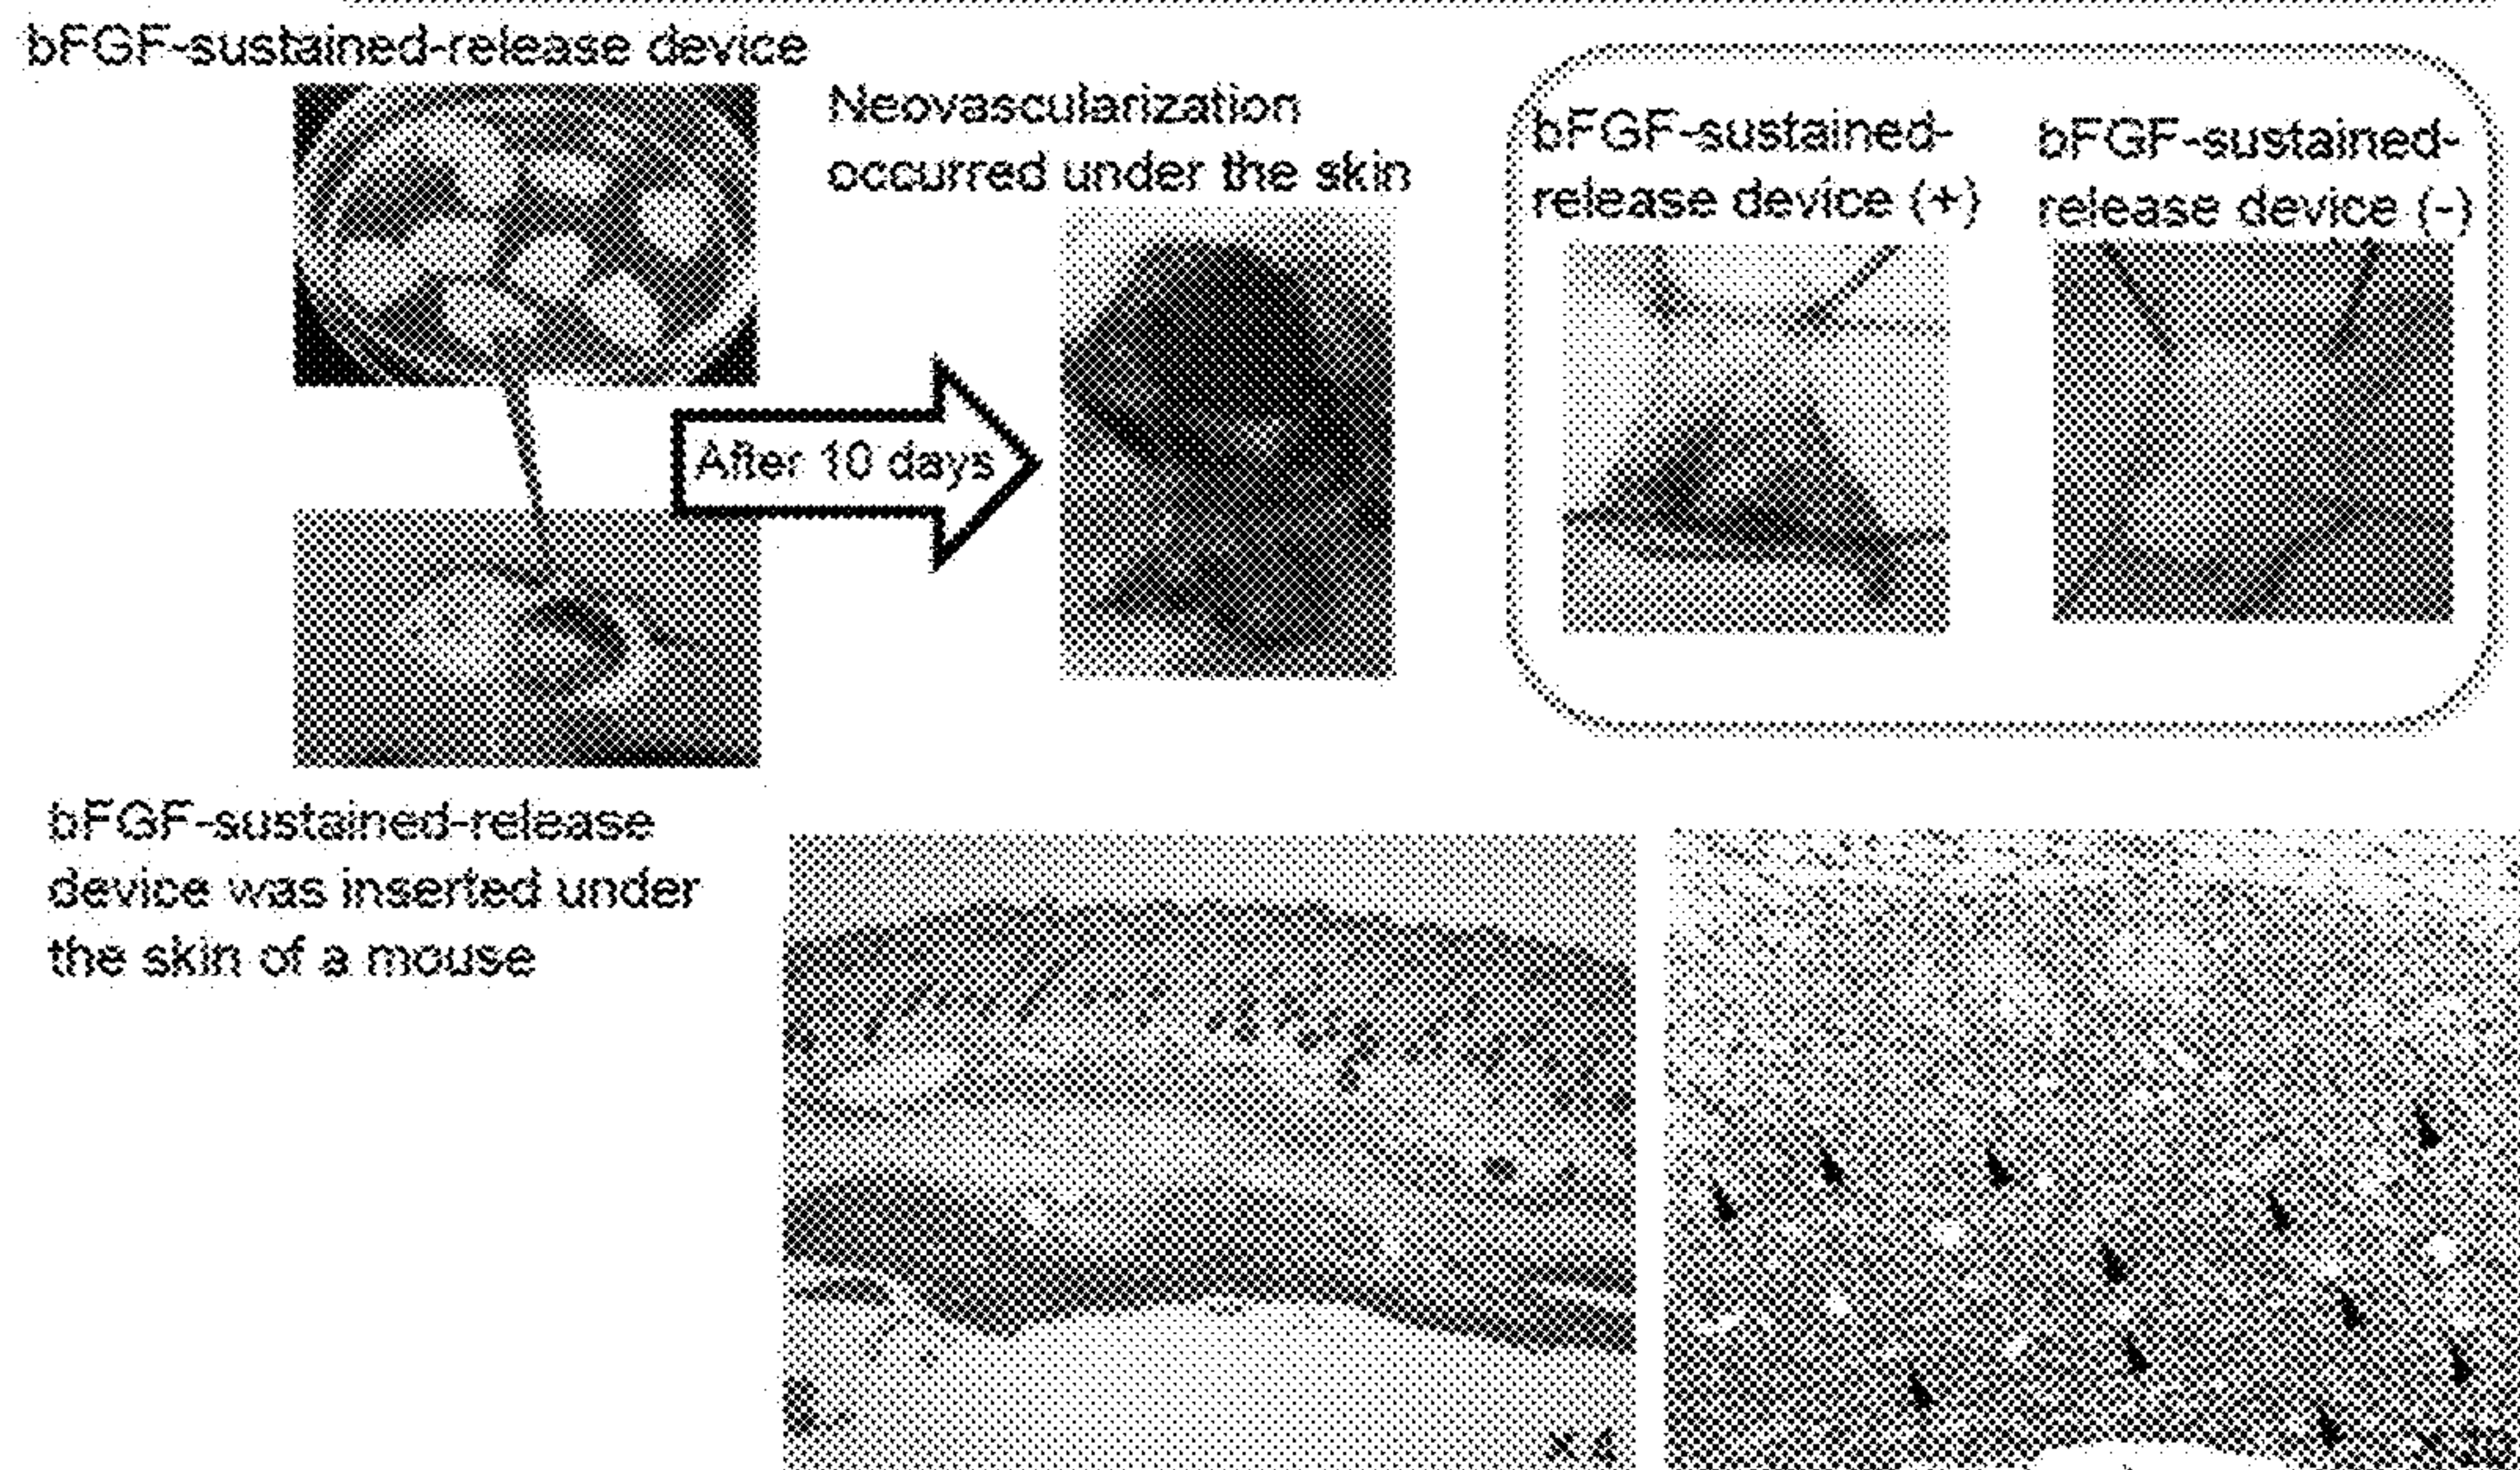 bFGF-sustained-release device
Neovascularization
occurred under the skin
bFGF-sustained-
release device (+)
bFGF-sustained-
release device (-)
After 10 days
bFGF-sustained-release
device was inserted under
the skin of a mouse
× 4